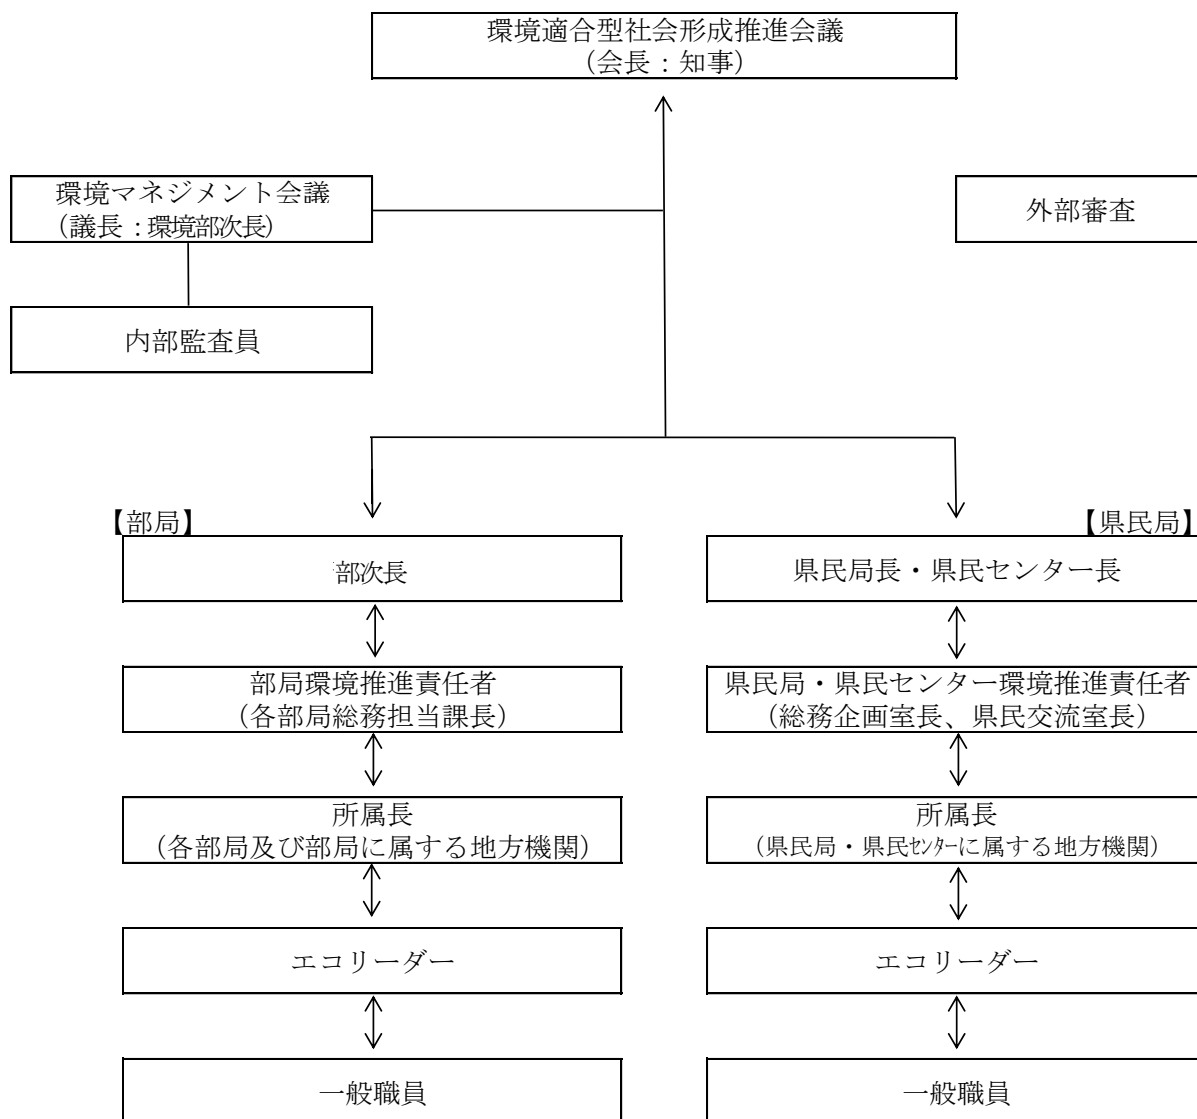 環境適合型社会形成推進会議
（会長：知事）
環境マネジメント会議
（議長：環境部次長）
外部審査
内部監査員
【部局】
【県民局】
部次長
県民局長・県民センター長
部局環境推進責任者
（各部局総務担当課長）
県民局・県民センター環境推進責任者
（総務企画室長、県民交流室長）
所属長
（各部局及び部局に属する地方機関）
所属長
（県民局・県民ｾﾝﾀｰに属する地方機関）
エコリーダー
エコリーダー
一般職員
一般職員